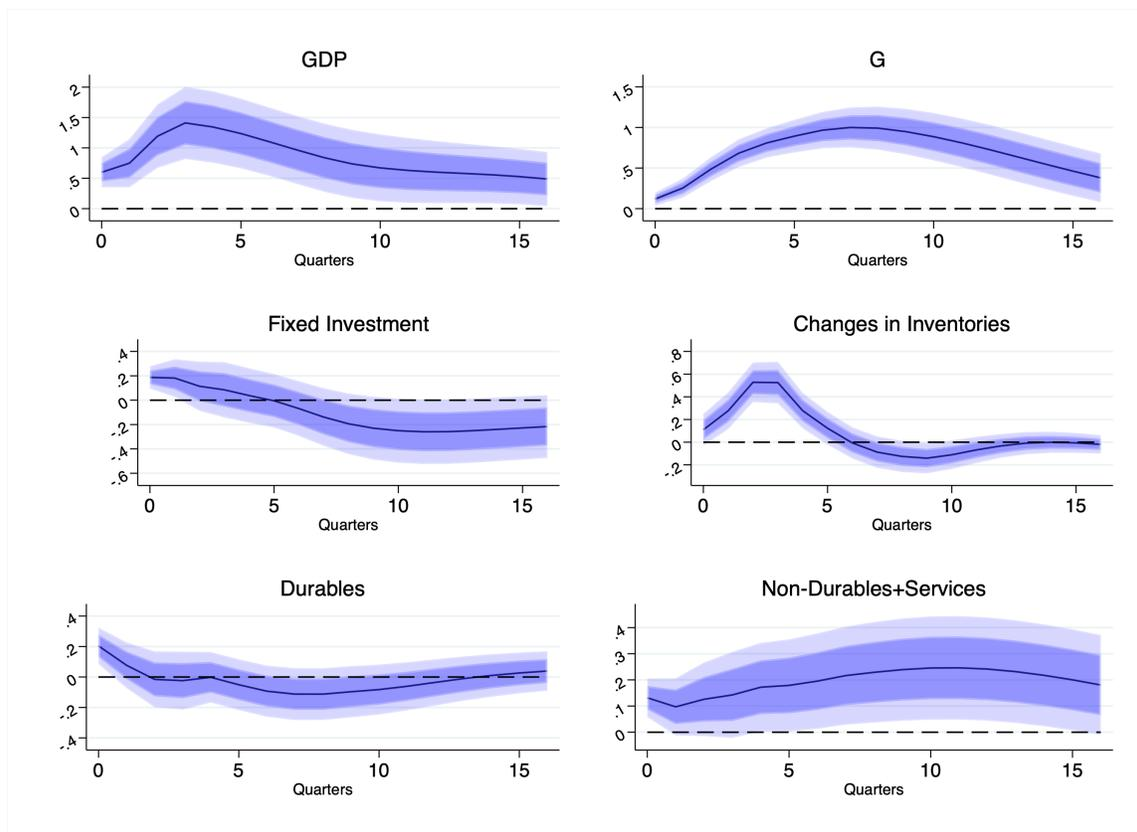 GDP
2
1.5
1
.5
0
0 5 10 15
Quarters
G
1.5
1
.5
0
0 5 10 15
Quarters
Fixed Investment
.4
.2
0
-.2
-.4
-.6
0 5 10 15
Quarters
Changes in Inventories
.8
.6
.4
.2
0
-.2
0 5 10 15
Quarters
Durables
.4
.2
0
-.2
-.4
0 5 10 15
Quarters
Non-Durables+Services
.4
.3
.2
.1
0
0 5 10 15
Quarters